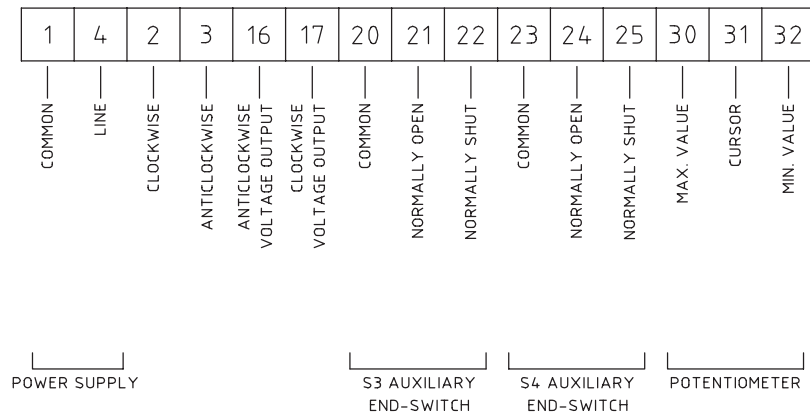 1 4 2 3 16 17 20 21 22 23 24 25 30 31 32
COMMON
LINE
CLOCKWISE
ANTICLOCKWISE
ANTICLOCKWISE
VOLTAGE OUTPUT
CLOCKWISE
VOLTAGE OUTPUT
COMMON
NORMALLY OPEN
NORMALLY SHUT
COMMON
NORMALLY OPEN
NORMALLY SHUT
MAX. VALUE
CURSOR
MIN. VALUE
POWER SUPPLY
S3 AUXILIARY
END-SWITCH
S4 AUXILIARY
END-SWITCH
POTENTIOMETER